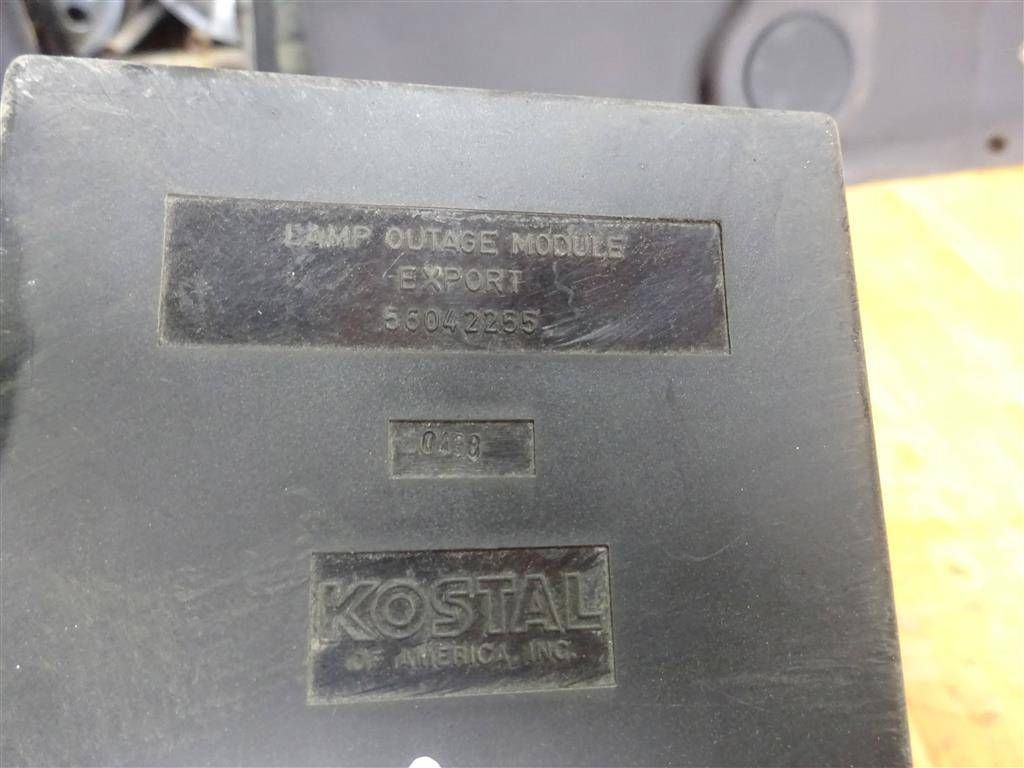 LAMP OUTAGE MODULE
EXPORT
56042255
0498
KOSTAL
OF AMERICA, INC.